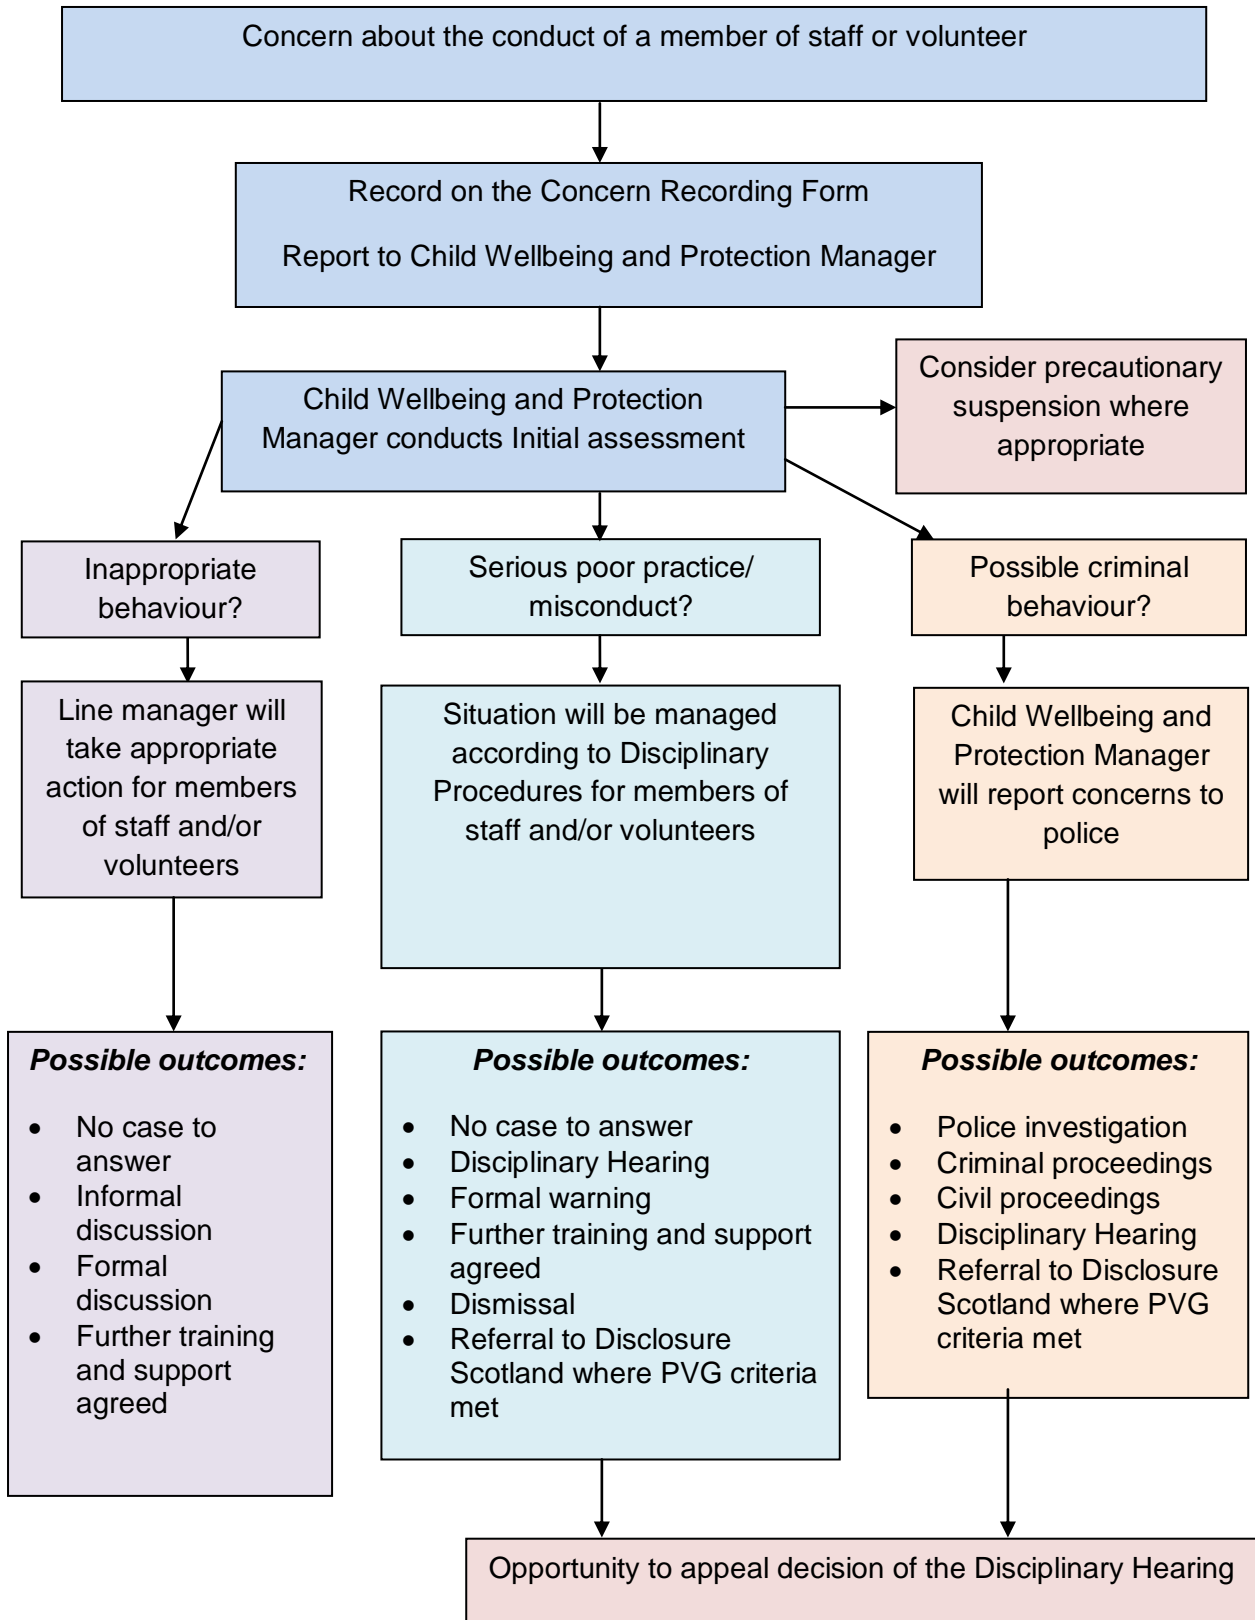 Concern about the conduct of a member of staff or volunteer
Record on the Concern Recording Form
Report to Child Wellbeing and Protection Manager
Child Wellbeing and Protection
Manager conducts Initial assessment
Consider precautionary
suspension where
appropriate
Inappropriate
behaviour?
Serious poor practice/
misconduct?
Possible criminal
behaviour?
Line manager will
take appropriate
action for members
of staff and/or
volunteers
Situation will be managed
according to Disciplinary
Procedures for members of
staff and/or volunteers
Child Wellbeing and
Protection Manager
will report concerns to
police
Possible outcomes:
• No case to
answer
• Informal
discussion
• Formal
discussion
• Further training
and support
agreed
Possible outcomes:
• No case to answer
• Disciplinary Hearing
• Formal warning
• Further training and support
agreed
• Dismissal
• Referral to Disclosure
Scotland where PVG criteria
met
Possible outcomes:
• Police investigation
• Criminal proceedings
• Civil proceedings
• Disciplinary Hearing
• Referral to Disclosure
Scotland where PVG
criteria met
Opportunity to appeal decision of the Disciplinary Hearing